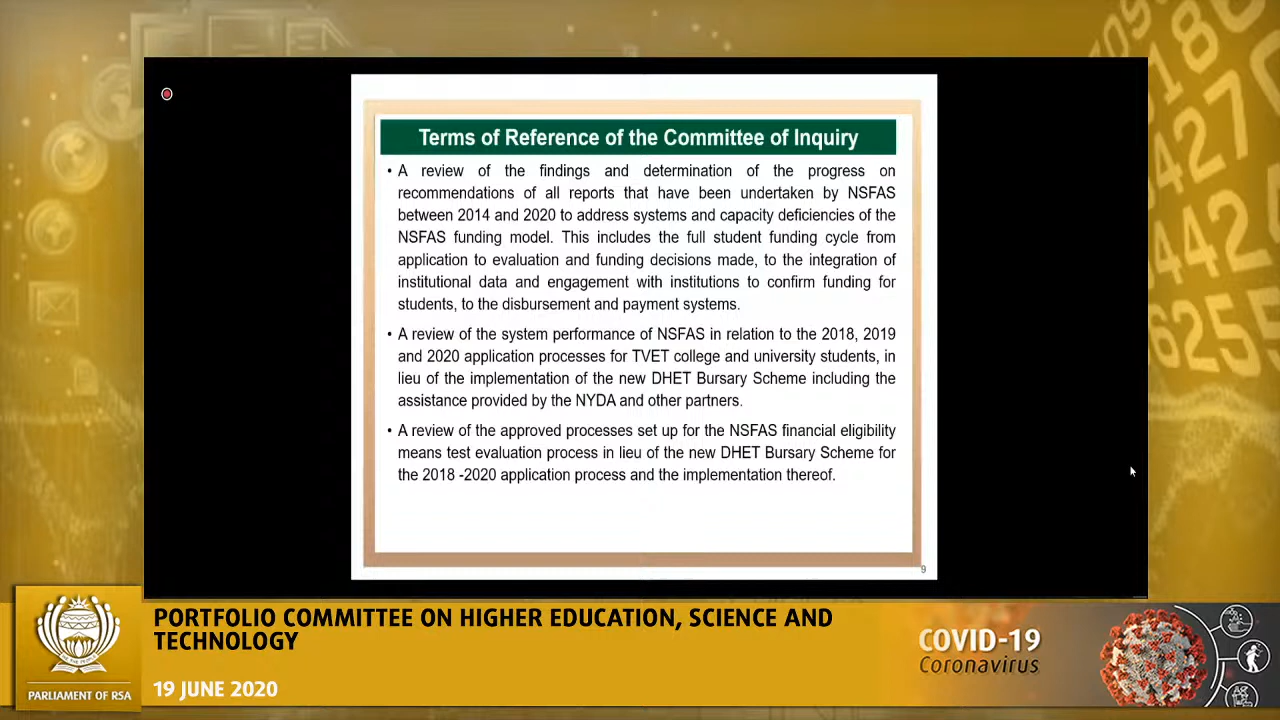 Terms of Reference of the Committee of Inquiry
• A review of the findings and determination of the progress on
recommendations of all reports that have been undertaken by NSFAS
between 2014 and 2020 to address systems and capacity deficiencies of the
NSFAS funding model. This includes the full student funding cycle from
application to evaluation and funding decisions made, to the integration of
institutional data and engagement with institutions to confirm funding for
students, to the disbursement and payment systems.
• A review of the system performance of NSFAS in relation to the 2018, 2019
and 2020 application processes for TVET college and university students, in
lieu of the implementation of the new DHET Bursary Scheme including the
assistance provided by the NYDA and other partners.
• A review of the approved processes set up for the NSFAS financial eligibility
means test evaluation process in lieu of the new DHET Bursary Scheme for
the 2018 -2020 application process and the implementation thereof.
9
PORTFOLIO COMMITTEE ON HIGHER EDUCATION, SCIENCE AND
TECHNOLOGY
19 JUNE 2020
PARLIAMENT OF RSA
COVID-19
Coronavirus